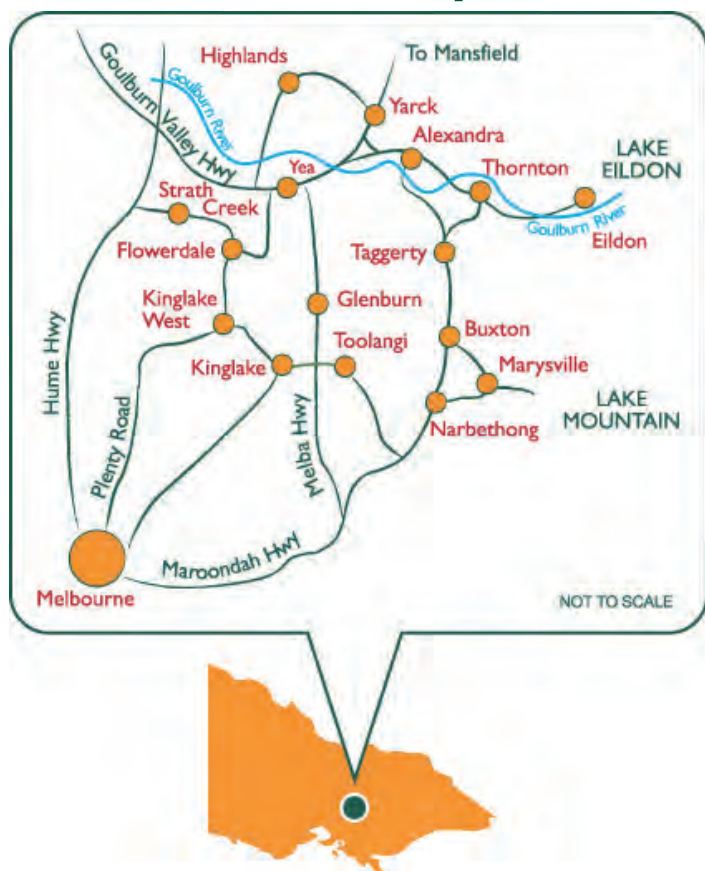 Highlands
To Mansfield
Goulburn Valley Hwy
Goulburn River
Yarck
Alexandra
Yea
Thornton
LAKE
EILDON
Strath
Creek
Goulburn River
Eildon
Flowerdale
Taggerty
Kinglake
West
Glenburn
Buxton
Toolangi
Hume Hwy
Kinglake
Marysville
LAKE
MOUNTAIN
Plenty Road
Melba Hwy
Narbethong
Maroondah Hwy
Melbourne
NOT TO SCALE